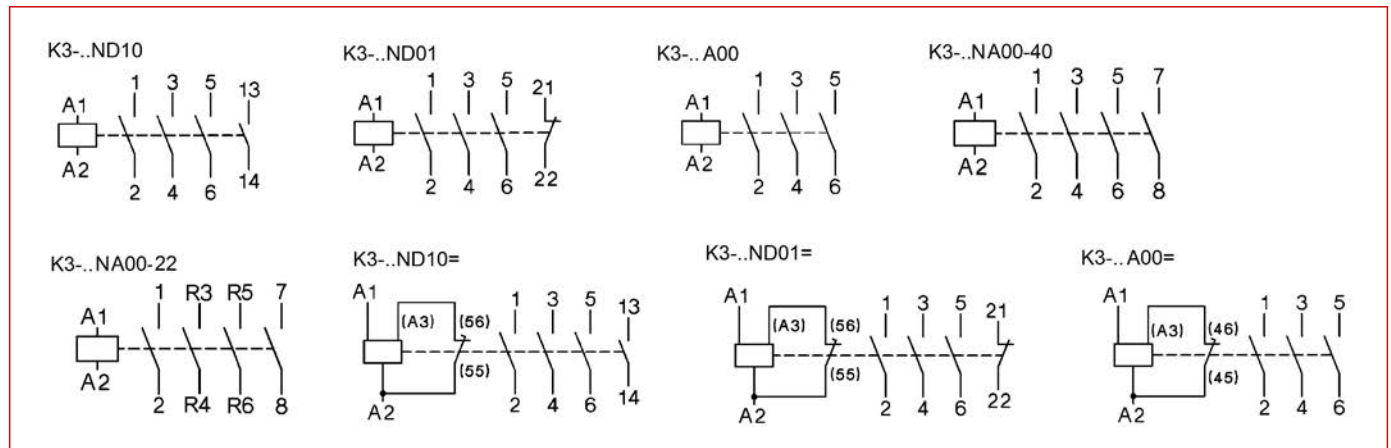 K3-..ND10
A1 1 3 5 13
A2 2 4 6 14
K3-..ND01
A1 1 3 5 21
A2 2 4 6 22
K3-..A00
A1 1 3 5
A2 2 4 6
K3-..NA00-40
A1 1 3 5 7
A2 2 4 6 8
K3-..NA00-22
A1 1 R3 R5 7
A2 2 R4 R6 8
K3-..ND10=
A1 1 3 5 13
(A3) (56)
(55)
A2 2 4 6 14
K3-..ND01=
A1 1 3 5 21
(A3) (56)
(55)
A2 2 4 6 22
K3-..A00=
A1 1 3 5
(A3) (46)
(45)
A2 2 4 6